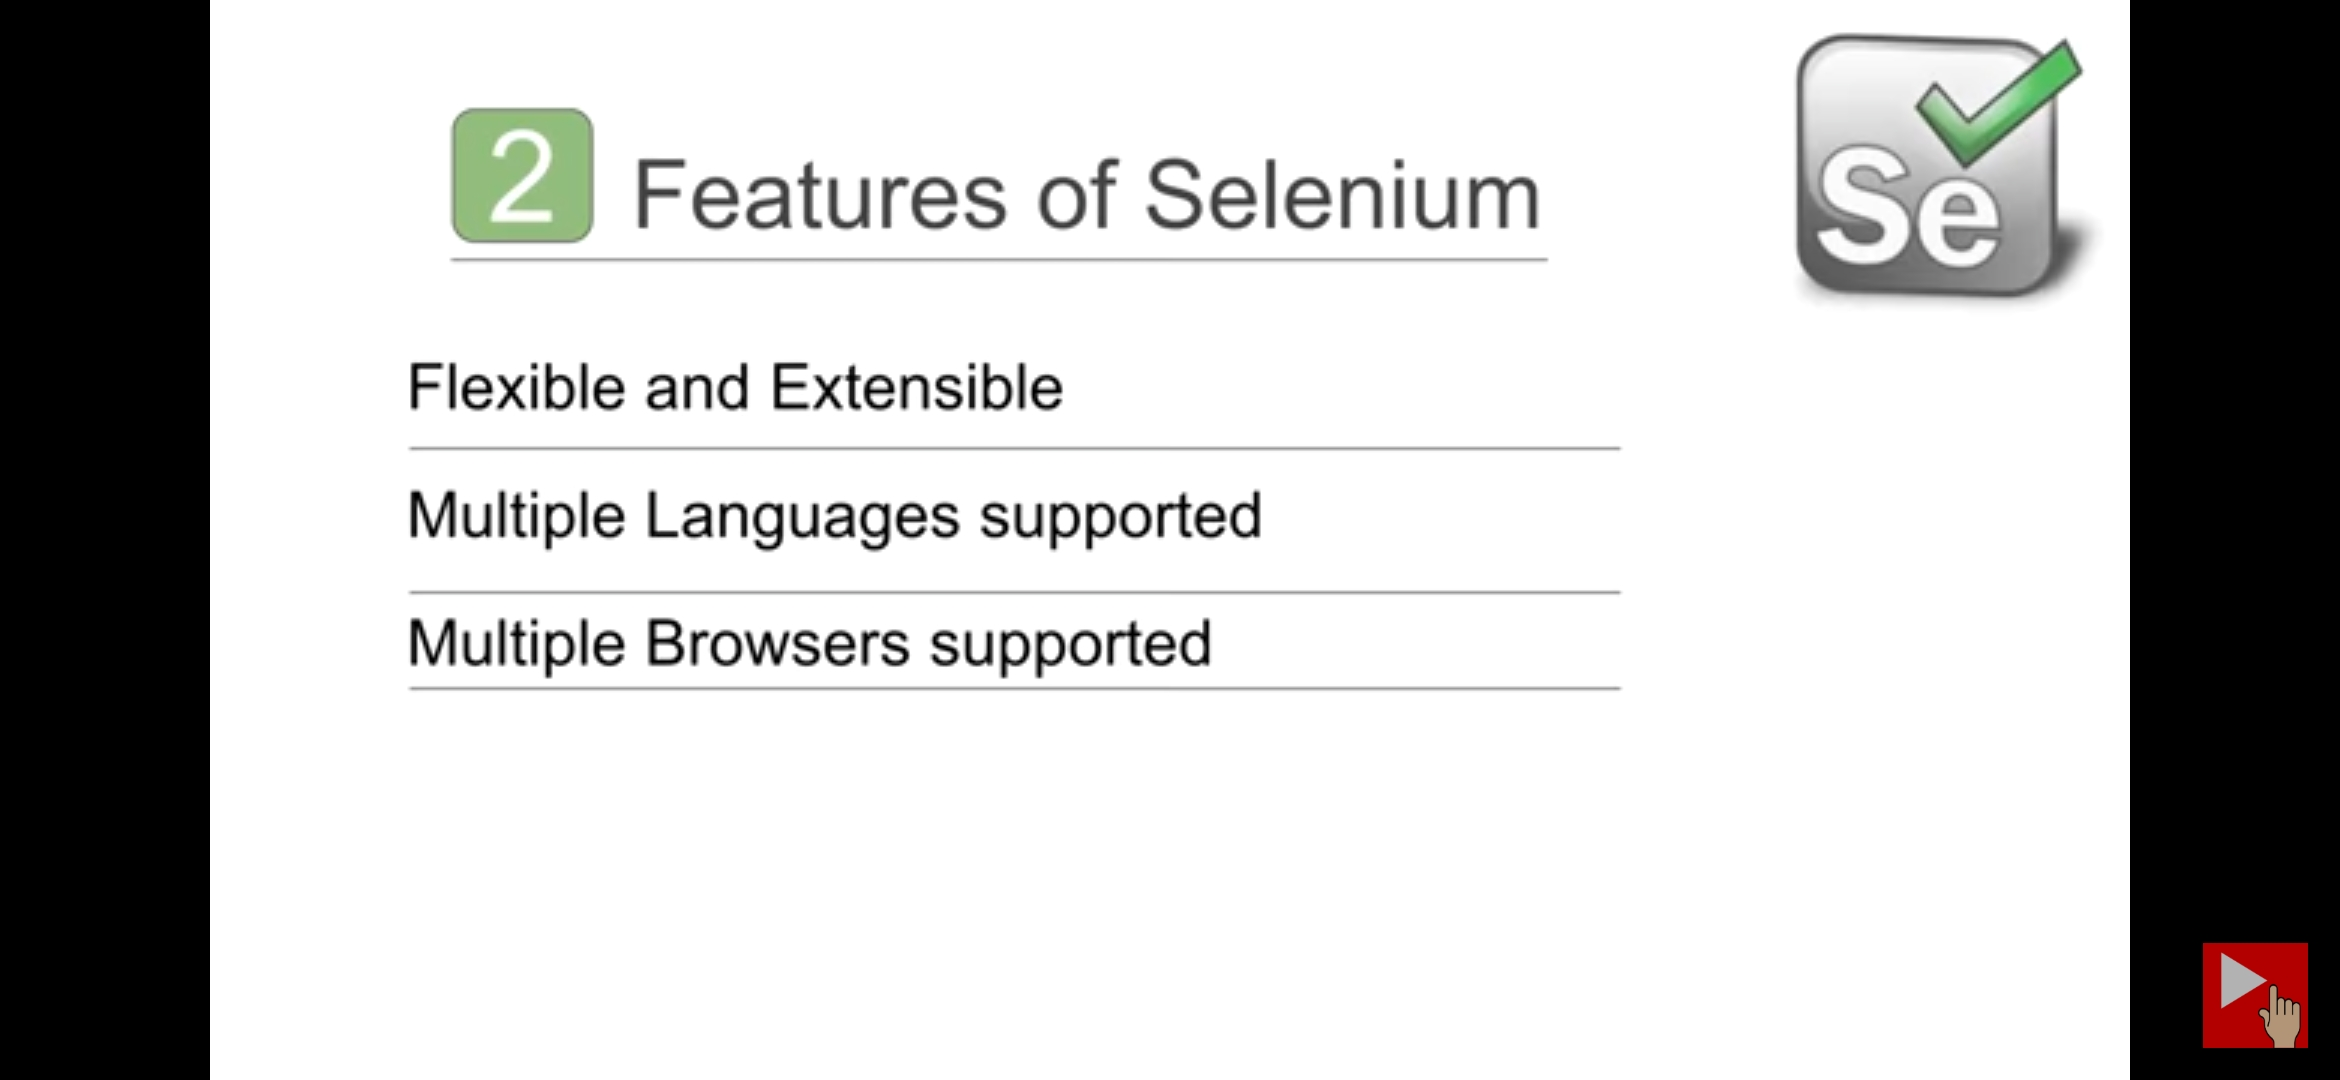 2 Features of Selenium
Se
Flexible and Extensible
Multiple Languages supported
Multiple Browsers supported